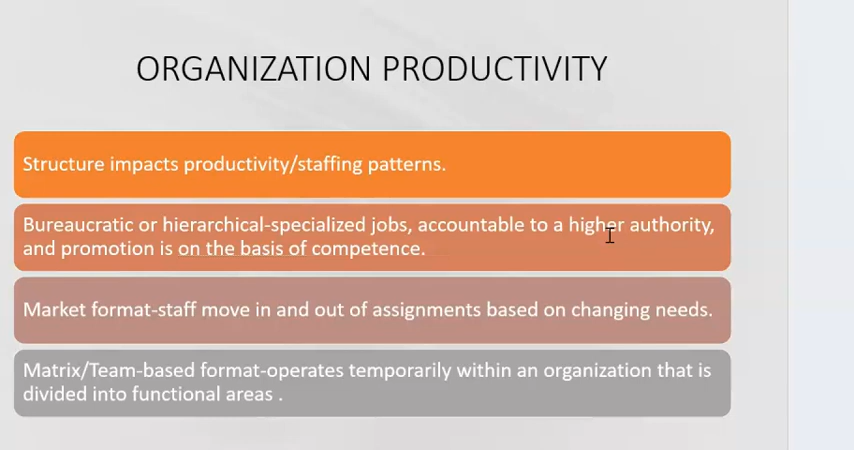 ORGANIZATION PRODUCTIVITY
Structure impacts productivity/staffing patterns.
Bureaucratic or hierarchical-specialized jobs, accountable to a higher authority,
and promotion is on the basis of competence.
Market format-staff move in and out of assignments based on changing needs.
Matrix/Team-based format-operates temporarily within an organization that is
divided into functional areas .